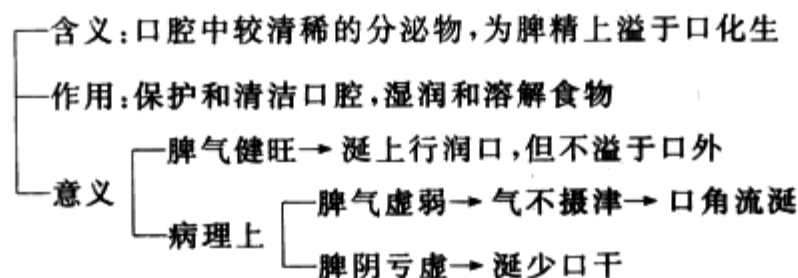 含义:口腔中较清稀的分泌物,为脾精上溢于口化生
作用:保护和清洁口腔,湿润和溶解食物
脾气健旺→涎上行润口,但不溢于口外
意义
脾气虚弱→气不摄津→口角流涎
病理上
脾阴亏虚→涎少口干